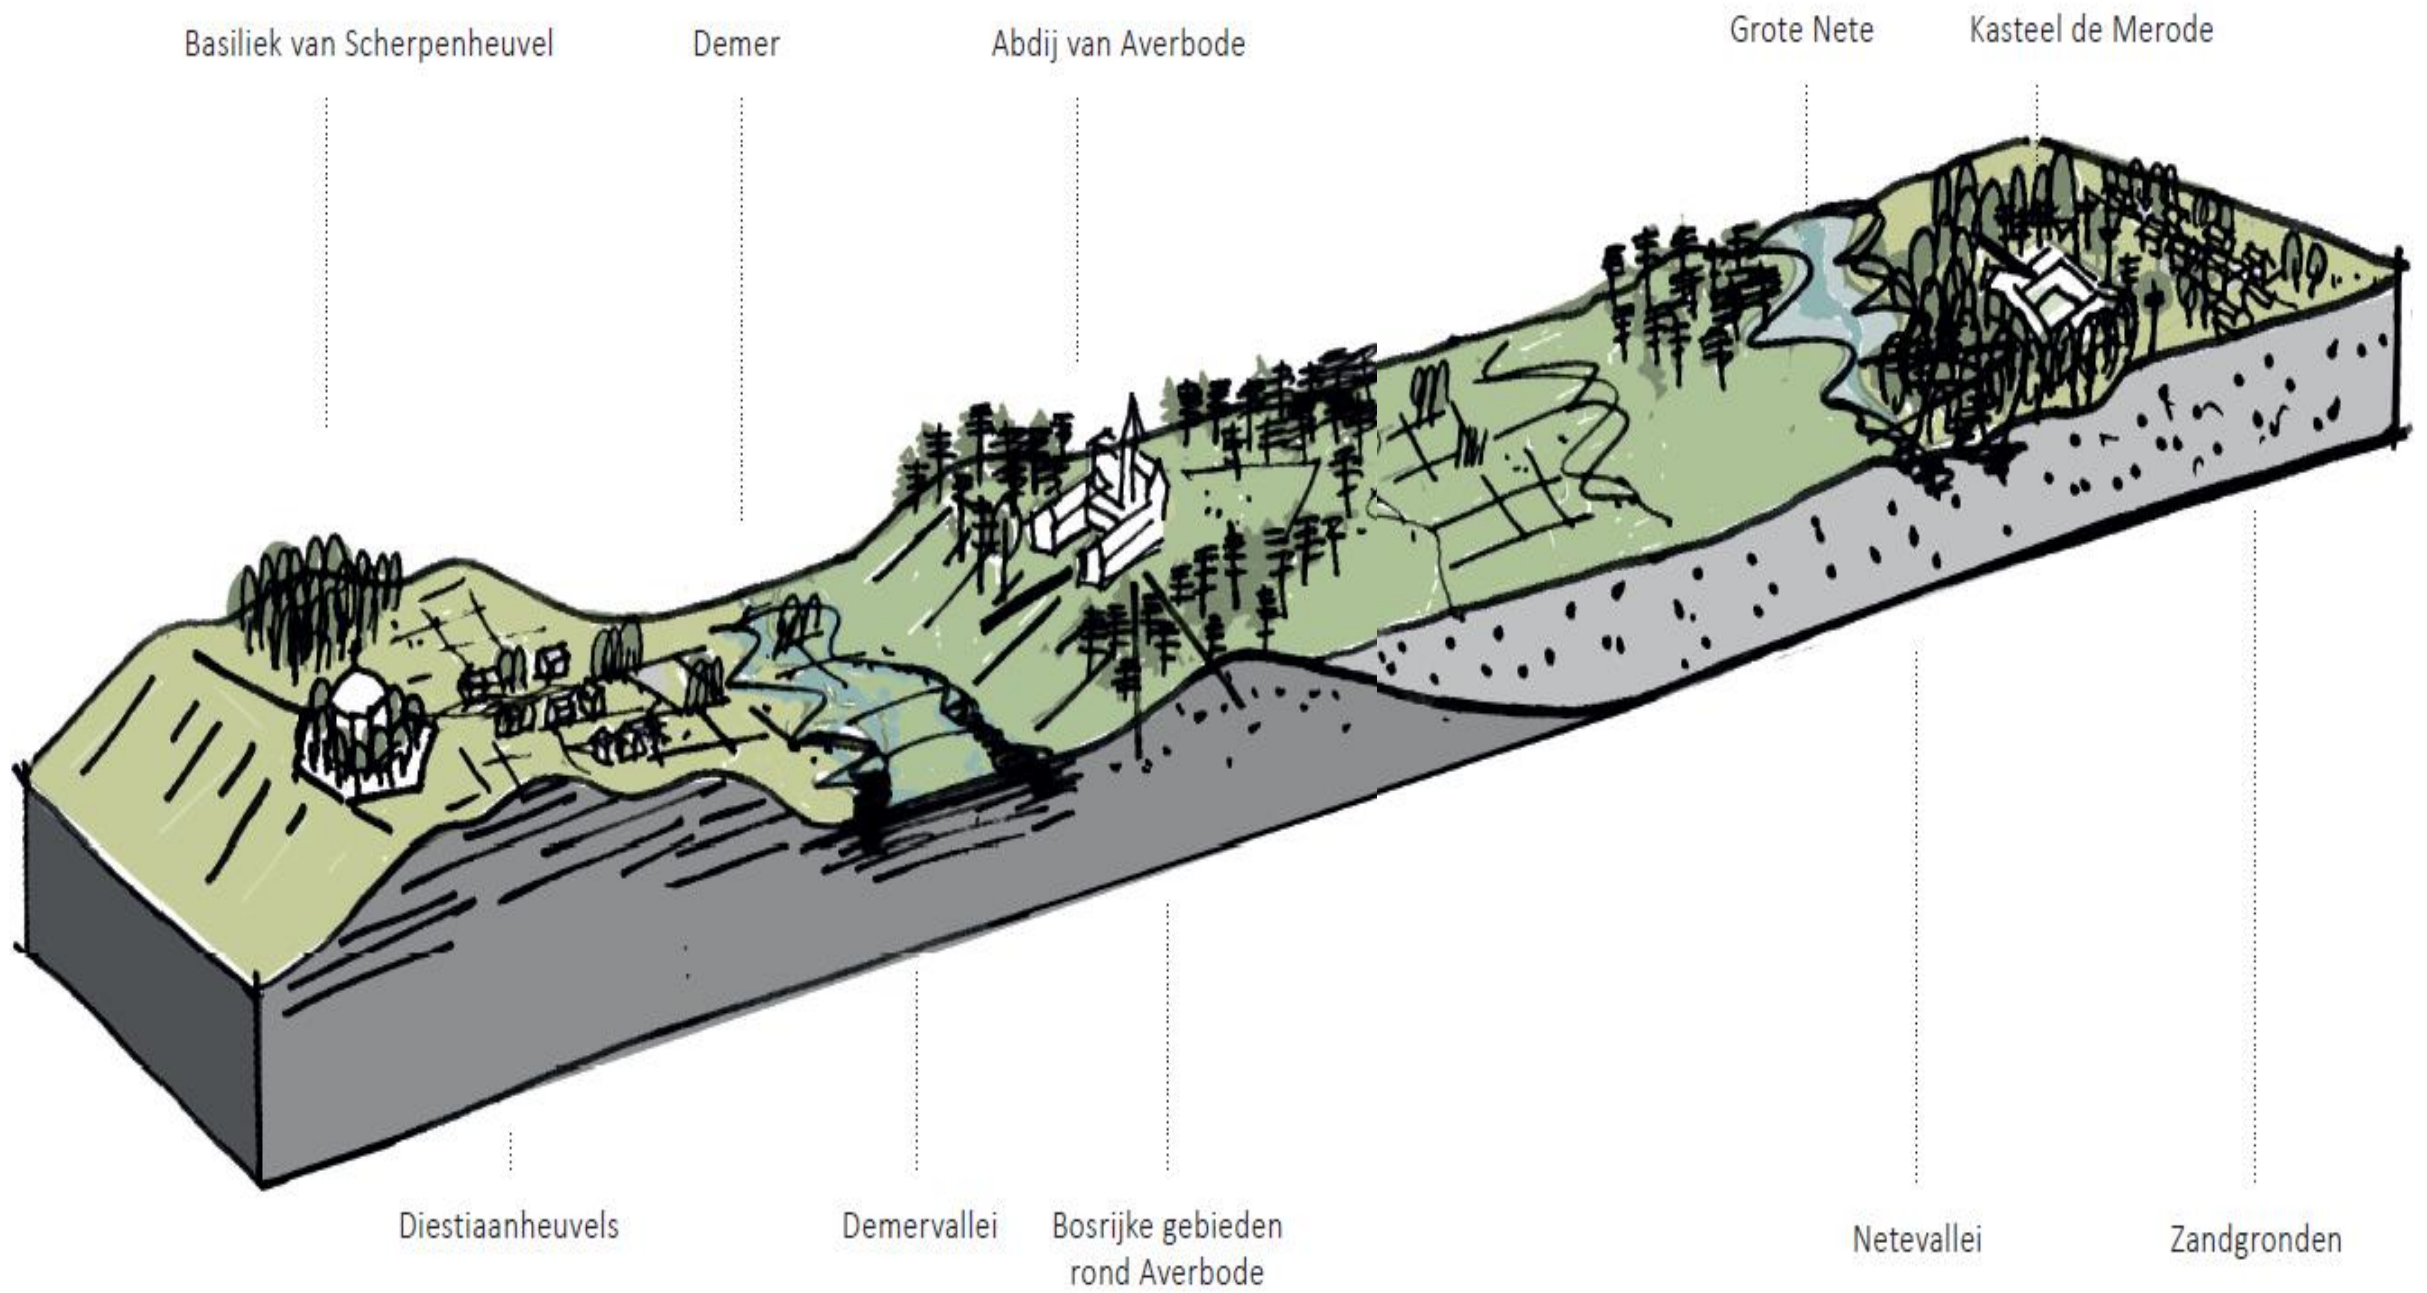 Basiliek van Scherpenheuvel
Demer
Abdij van Averbode
Grote Nete
Kasteel de Merode
Diestiaanheuvels
Demervallei
Bosrijke gebieden
rond Averbode
Netevallei
Zandgronden